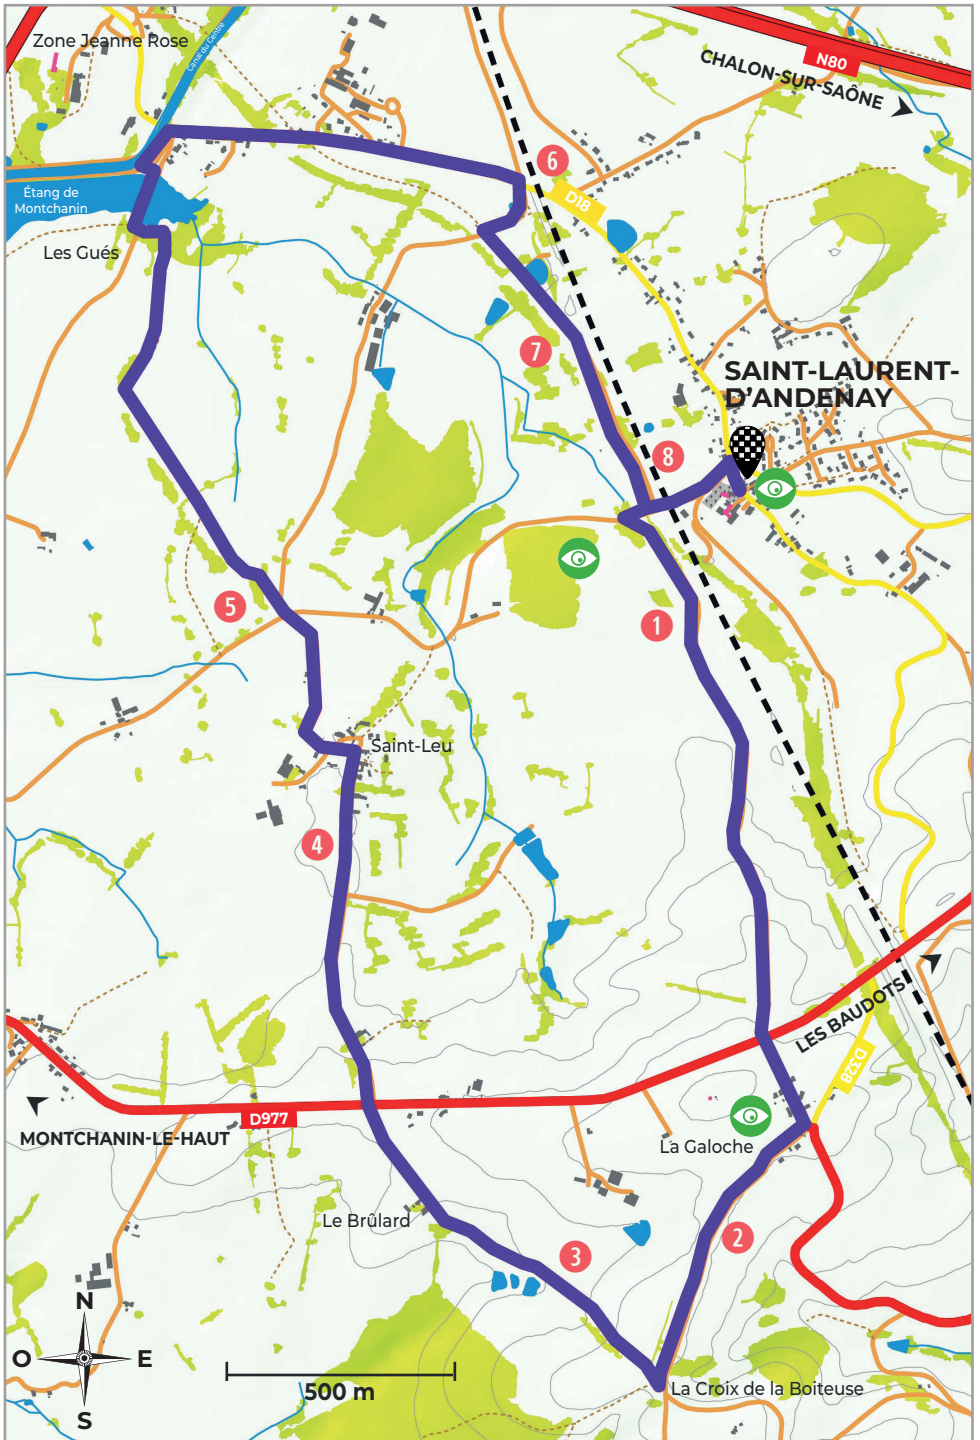 Zone Jeanne Rose
Canal du Centre
N80
CHALON-SUR-SAÔNE
6
D18
Étang de
Montchanin
Les Gués
7
SAINT-LAURENT-
D'ANDENAY
8
5
1
Saint-Leu
4
LES BAUDOTS
D328
D977
MONTCHANIN-LE-HAUT
La Galoche
Le Brûlard
2
3
N
O
E
S
500 m
La Croix de la Boiteuse